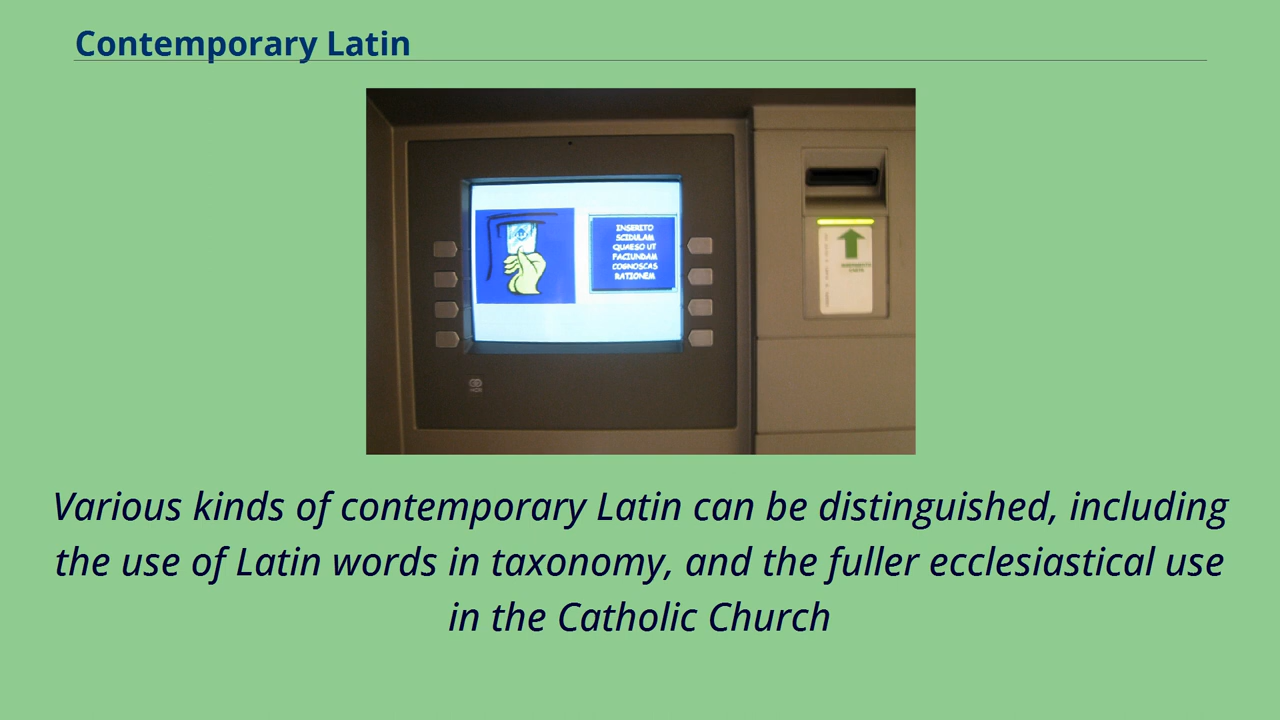 Contemporary Latin
INSERITO
SCIDULAM
QUAESO UT
FACIUNDAM
COGNOSCAS
RATIONEM
Various kinds of contemporary Latin can be distinguished, including
the use of Latin words in taxonomy, and the fuller ecclesiastical use
in the Catholic Church